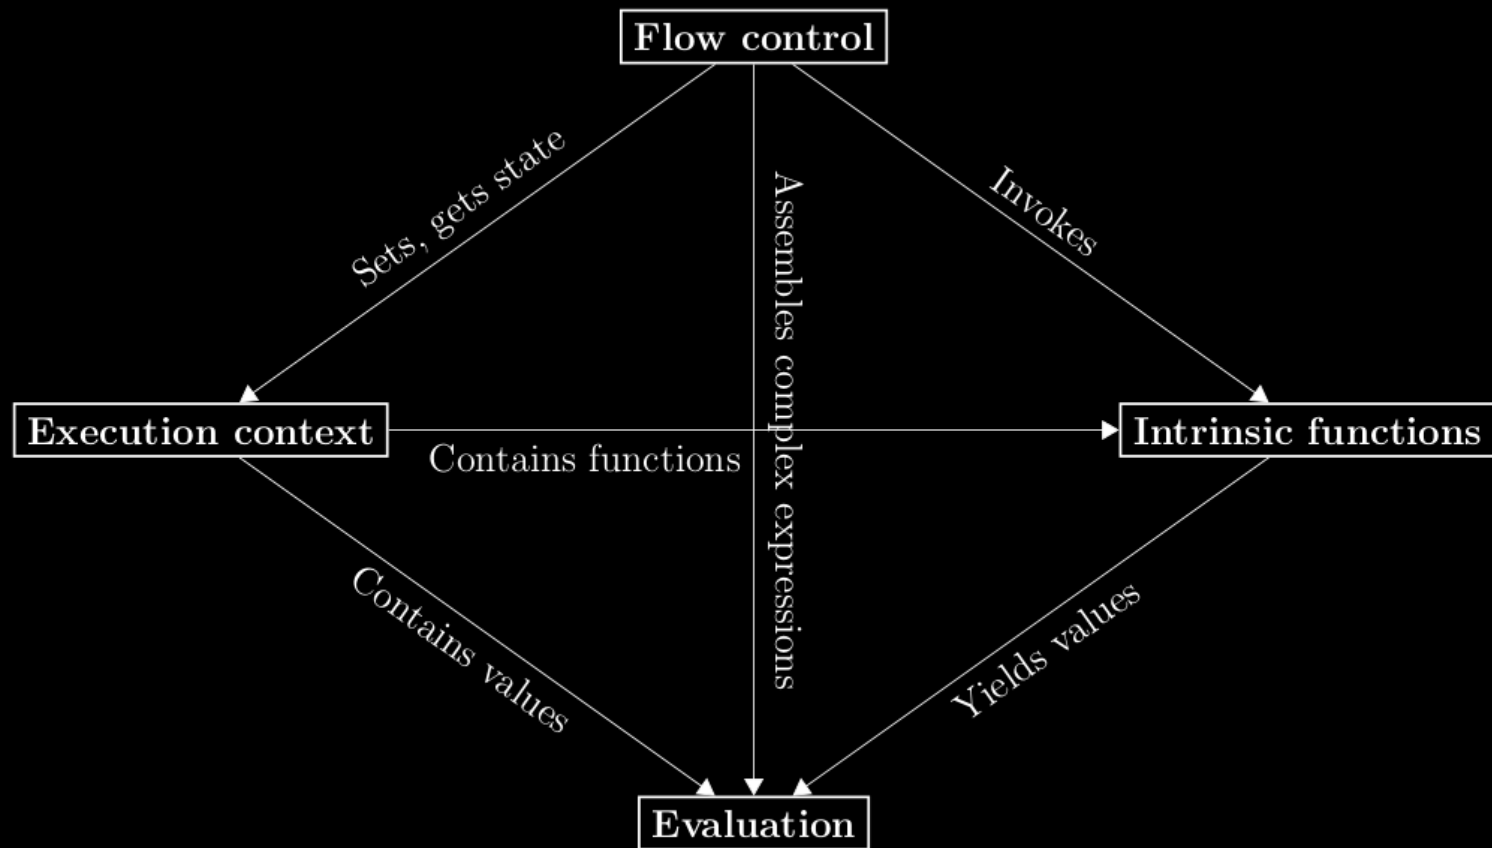 Flow control
Sets, gets state
Assembles complex expressions
Invokes
Execution context
Contains functions
Intrinsic functions
Contains values
Yields values
Evaluation